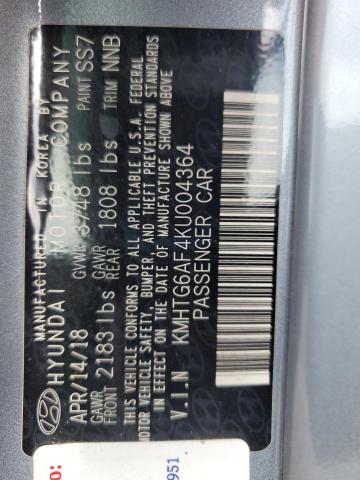 MANUFACTURED IN KOREA BY
HYUNDAI MOTOR COMPANY
APR/14/18 GVWR 3748 lbs PAINT SS7
GAWR FRONT 2183 lbs GAWR REAR 1808 lbs TRIM NNB
THIS VEHICLE CONFORMS TO ALL APPLICABLE U.S.A. FEDERAL
MOTOR VEHICLE SAFETY, BUMPER, AND THEFT PREVENTION STANDARDS
IN EFFECT ON THE DATE OF MANUFACTURE SHOWN ABOVE
V.I.N KMHTG6AF4KU004364
PASSENGER CAR
o:
951